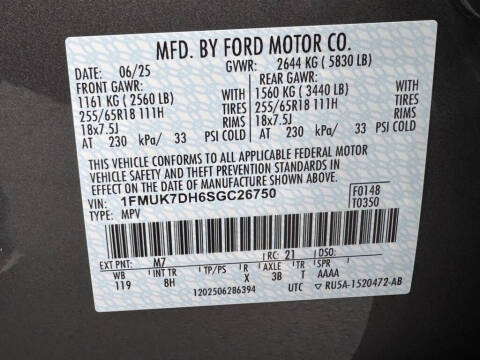 MFD. BY FORD MOTOR CO.
DATE: 06/25 GVWR: 2644 KG ( 5830 LB)
FRONT GAWR: REAR GAWR:
1161 KG ( 2560 LB) WITH 1560 KG ( 3440 LB) WITH
255/65R18 111H TIRES 255/65R18 111H TIRES
18x7.5J RIMS 18x7.5J RIMS
AT 230 kPa/ 33 PSI COLD AT 230 kPa/ 33 PSI COLD
THIS VEHICLE CONFORMS TO ALL APPLICABLE FEDERAL MOTOR
VEHICLE SAFETY AND THEFT PREVENTION STANDARDS IN
EFFECT ON THE DATE OF MANUFACTURE SHOWN ABOVE.
VIN: 1FMUK7DH6SGC26750 F0148
TYPE: MPV T0350
EXT PNT: M7 RC: 21 DSO:
WB INT TR TP/PS R AXLE TR SPR
119 8H X 3B T AAAA
1202506286394 UTC ▽ RU5A-1520472-AB